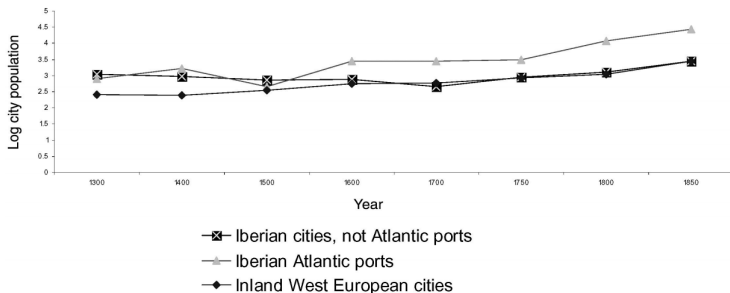 5
4.5
4
3.5
3
2.5
2
1.5
1
0.5
0
Log city population
1300 1400 1500 1600 1700 1750 1800 1850
Year
Iberian cities, not Atlantic ports
Iberian Atlantic ports
Inland West European cities